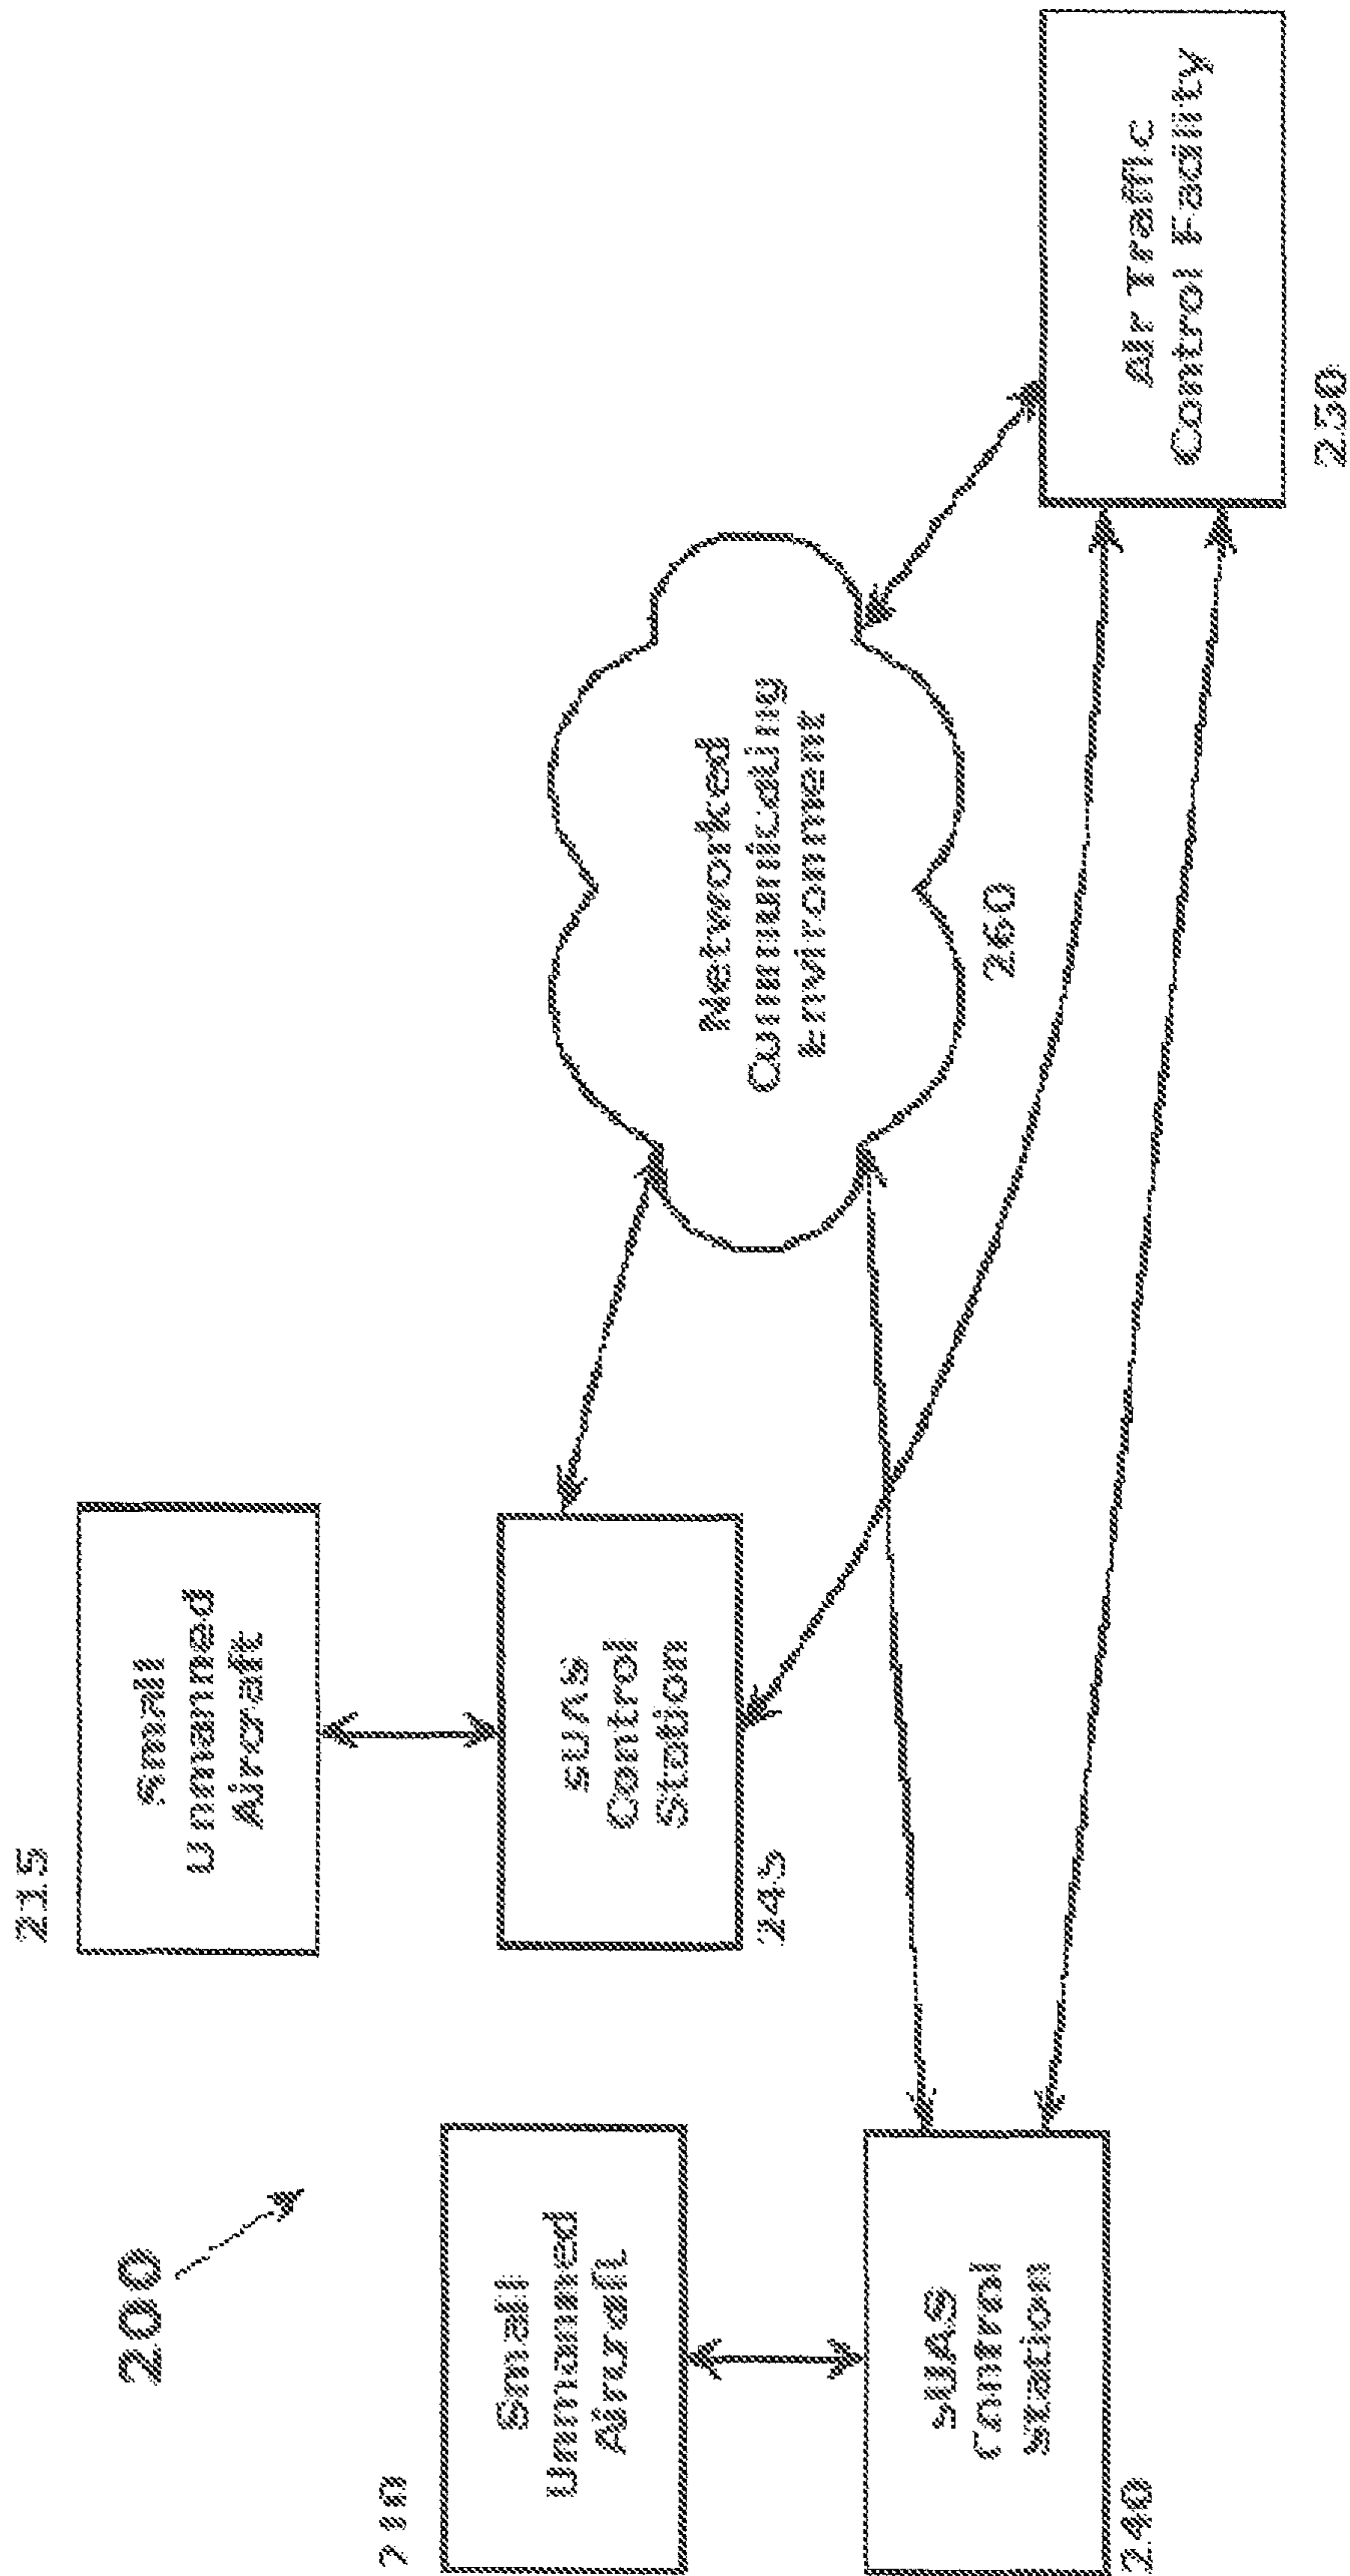 200
215
Small
Unmanned
Aircraft
210
Small
Unmanned
Aircraft
sUAS
Control
Station
245
Networked
Communicating
Environment
260
sUAS
Control
Station
240
Air Traffic
Control Facility
250